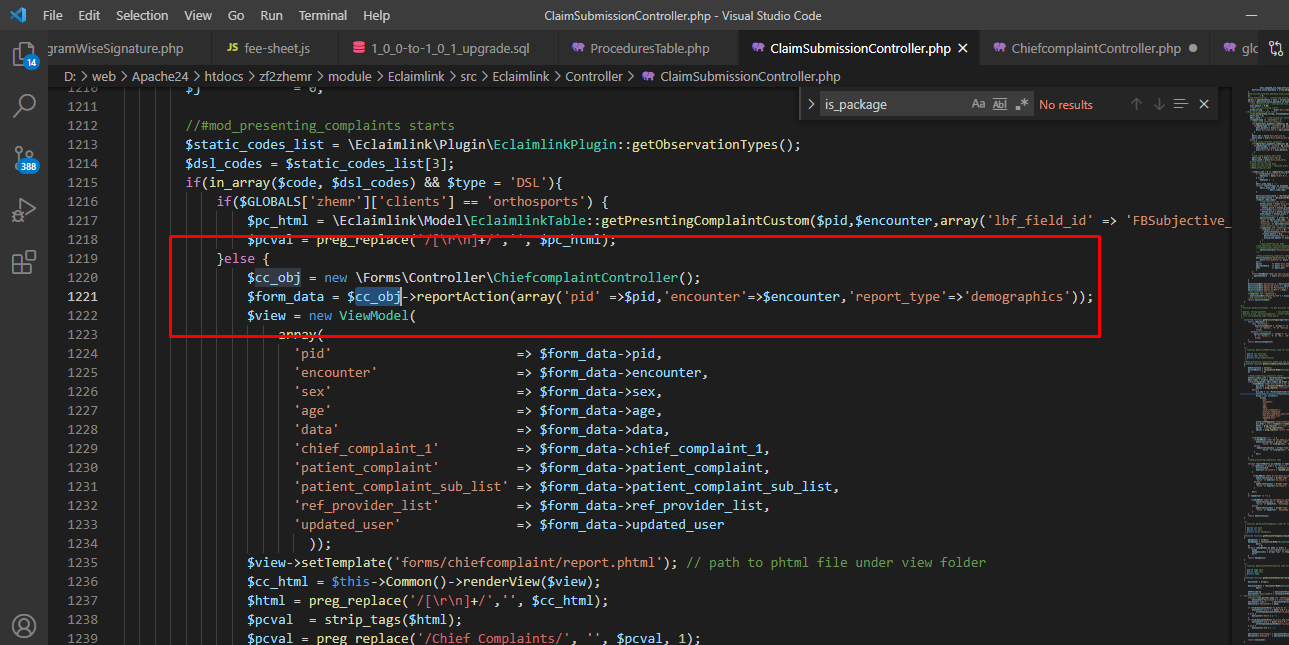 File Edit Selection View Go Run Terminal Help ClaimSubmissionController.php - Visual Studio Code
14
gramWiseSignature.php JS fee-sheet.js 1_0_0-to-1_0_1_upgrade.sql ProceduresTable.php ClaimSubmissionController.php ChiefcomplaintController.php glo
D: > web > Apache24 > htdocs > zf2zhemr > module > Eclaimlink > src > Eclaimlink > Controller > ClaimSubmissionController.php
is_package Aa Abl .* No results
388
1210 $j = 0;
1211
1212 //#mod_presenting_complaints starts
1213 $static_codes_list = \Eclaimlink\Plugin\EclaimlinkPlugin::getObservationTypes();
1214 $dsl_codes = $static_codes_list[3];
1215 if(in_array($code, $dsl_codes) && $type = 'DSL'){
1216 if($GLOBALS['zhemr']['clients'] == 'orthosports') {
1217 $pc_html = \Eclaimlink\Model\EclaimlinkTable::getPresntingComplaintCustom($pid,$encounter,array('lbf_field_id' => 'FBSubjective_
1218 $pcval = preg_replace('/[\r\n]+/','', $pc_html);
1219 }else {
1220 $cc_obj = new \Forms\Controller\ChiefcomplaintController();
1221 $form_data = $cc_obj->reportAction(array('pid' =>$pid,'encounter'=>$encounter,'report_type'=>'demographics'));
1222 $view = new ViewModel(
1223 array(
1224 'pid' => $form_data->pid,
1225 'encounter' => $form_data->encounter,
1226 'sex' => $form_data->sex,
1227 'age' => $form_data->age,
1228 'data' => $form_data->data,
1229 'chief_complaint_1' => $form_data->chief_complaint_1,
1230 'patient_complaint' => $form_data->patient_complaint,
1231 'patient_complaint_sub_list' => $form_data->patient_complaint_sub_list,
1232 'ref_provider_list' => $form_data->ref_provider_list,
1233 'updated_user' => $form_data->updated_user
1234 ));
1235 $view->setTemplate('forms/chiefcomplaint/report.phtml'); // path to phtml file under view folder
1236 $cc_html = $this->Common()->renderView($view);
1237 $html = preg_replace('/[\r\n]+/','', $cc_html);
1238 $pcval = strip_tags($html);
1239 $pcval = preg_replace('/Chief Complaints/', '', $pcval, 1);